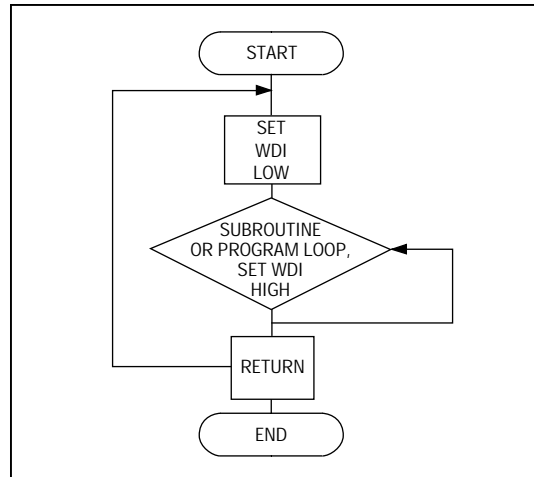 START
SET
WDI
LOW
SUBROUTINE
OR PROGRAM LOOP,
SET WDI
HIGH
RETURN
END